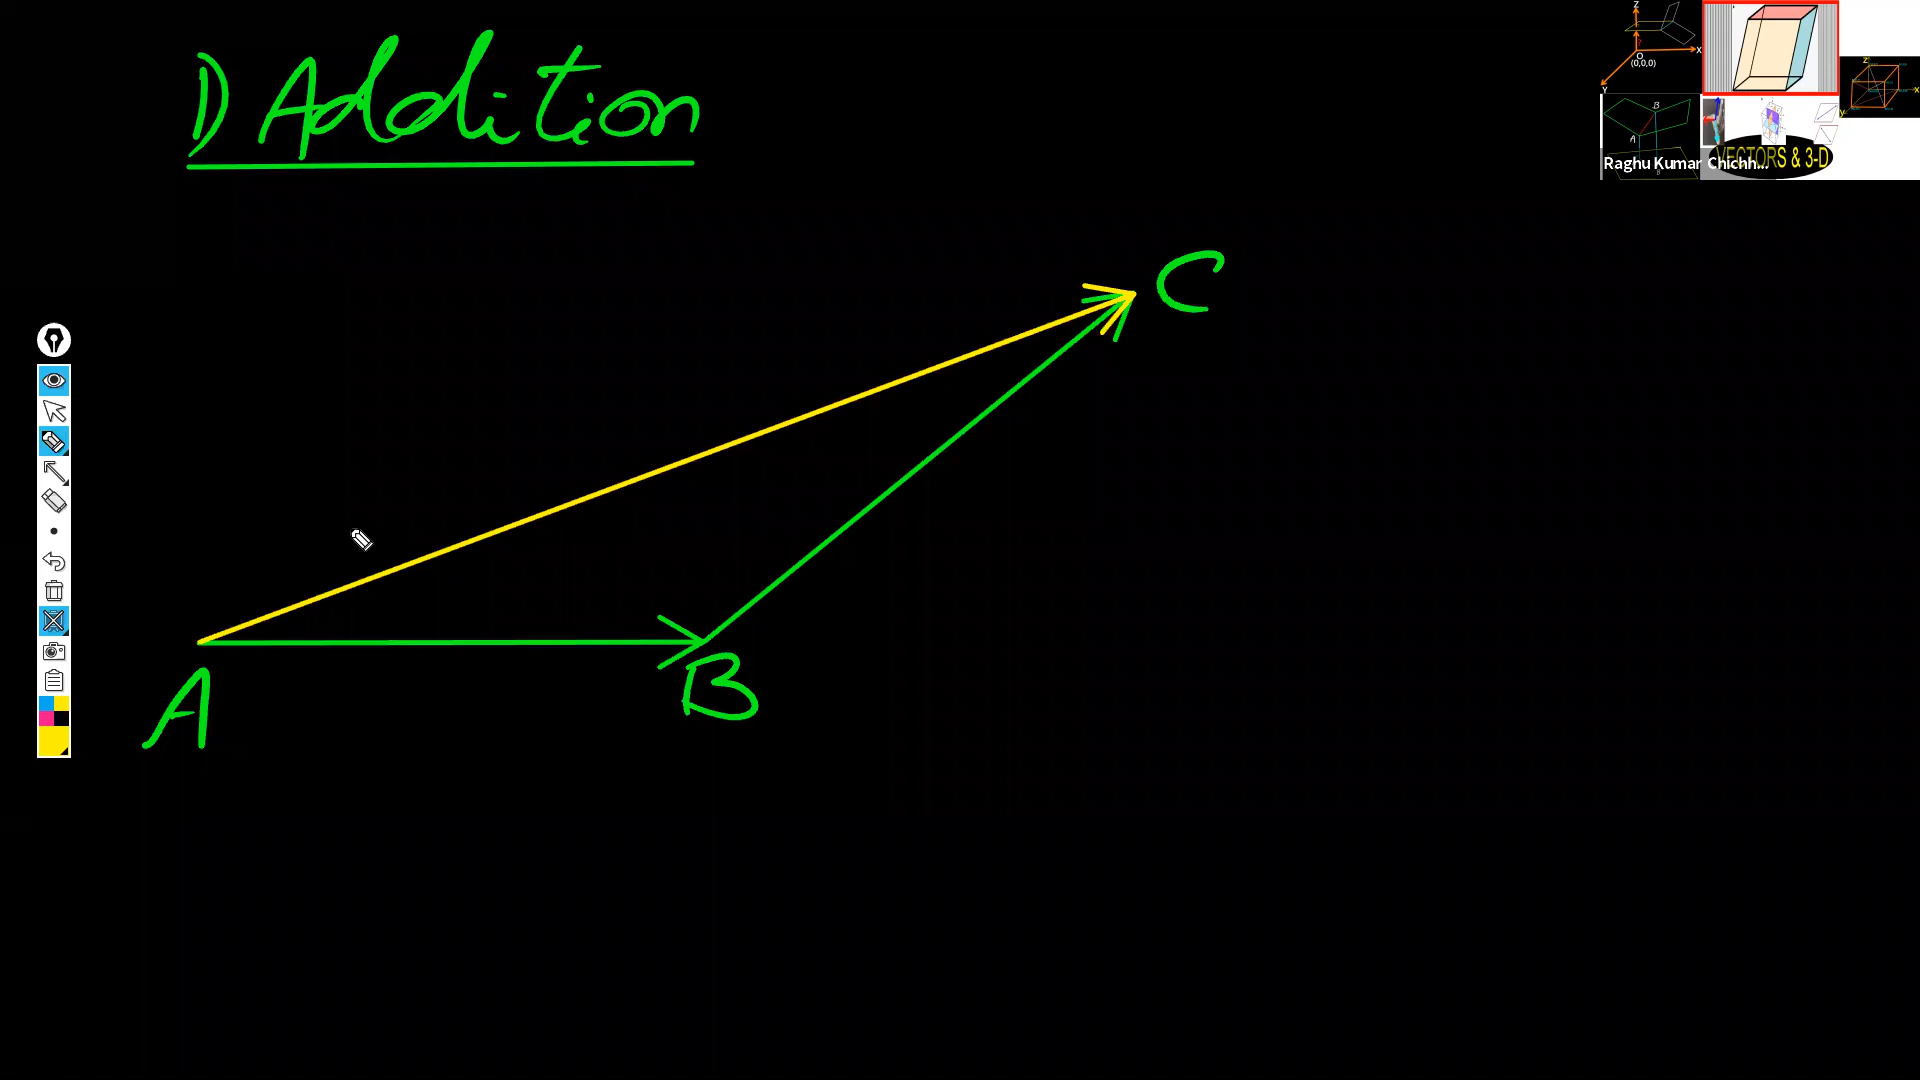 1) Addition
C
A
B
Z
X
O
(0,0,0)
Y
B
A
Z
X
Y
VECTORS & 3-D
Raghu Kumar Chichh...